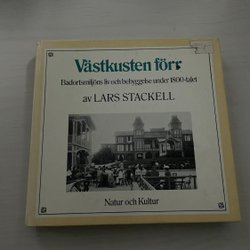 Västkusten förr
Badortsmiljöns liv och bebyggelse under 1800-talet
av LARS STACKELL
Natur och Kultur